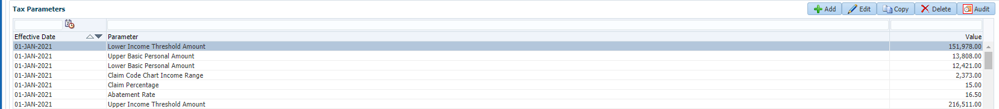 Tax Parameters Add Edit Copy Delete Audit
Effective Date Parameter Value
01-JAN-2021 Lower Income Threshold Amount 151,978.00
01-JAN-2021 Upper Basic Personal Amount 13,808.00
01-JAN-2021 Lower Basic Personal Amount 12,421.00
01-JAN-2021 Claim Code Chart Income Range 2,373.00
01-JAN-2021 Claim Percentage 15.00
01-JAN-2021 Abatement Rate 16.50
01-JAN-2021 Upper Income Threshold Amount 216,511.00